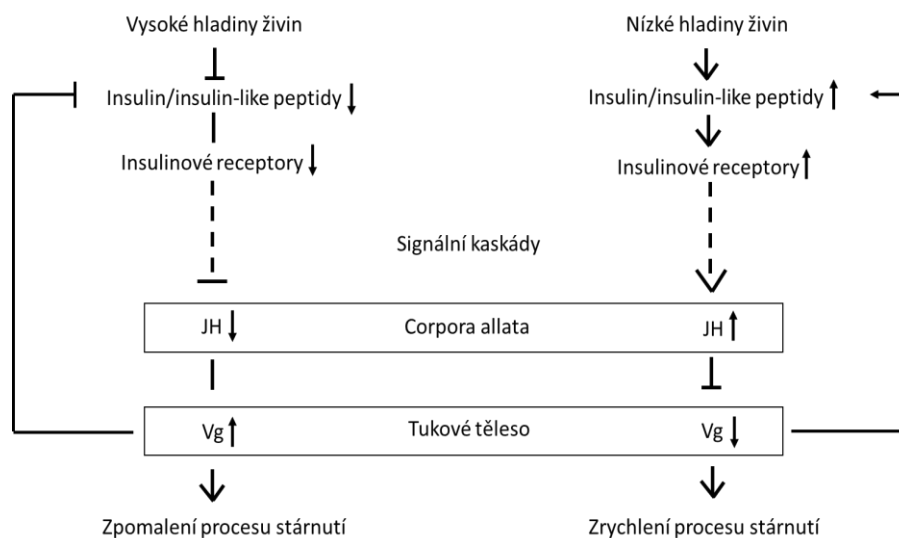 Vysoké hladiny živin
Nízké hladiny živin
Insulin/insulin-like peptidy
Insulin/insulin-like peptidy
Insulinové receptory
Insulinové receptory
Signální kaskády
JH
Corpora allata
JH
Vg
Tukové těleso
Vg
Zpomalení procesu stárnutí
Zrychlení procesu stárnutí